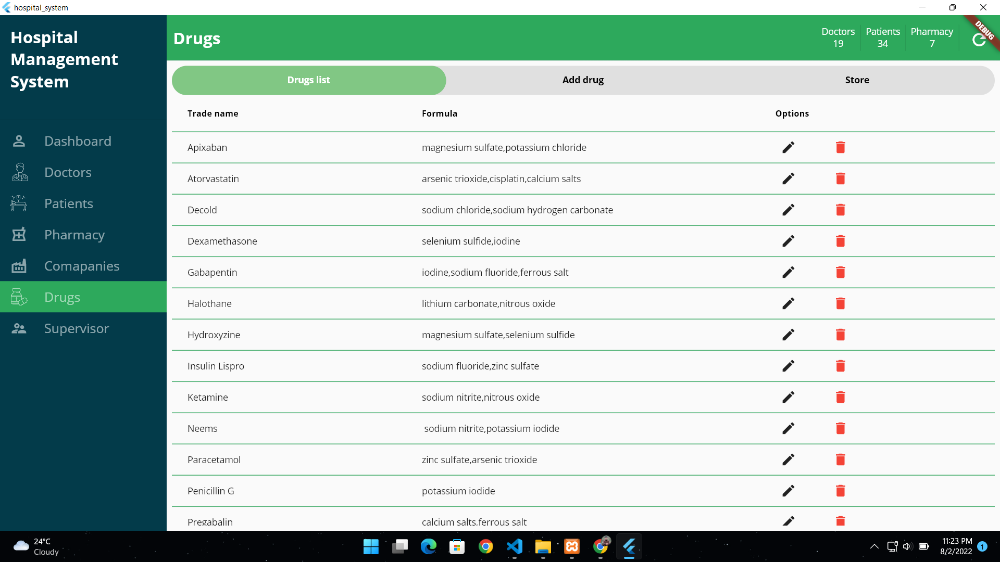 hospital_system
Hospital
Management
System
Drugs
Doctors
19
Patients
34
Pharmacy
7
DEBUG
Drugs list
Add drug
Store
Dashboard
Doctors
Patients
Pharmacy
Comapanies
Drugs
Supervisor
Trade name Formula Options
Apixaban magnesium sulfate,potassium chloride
Atorvastatin arsenic trioxide,cisplatin,calcium salts
Decold sodium chloride,sodium hydrogen carbonate
Dexamethasone selenium sulfide,iodine
Gabapentin iodine,sodium fluoride,ferrous salt
Halothane lithium carbonate,nitrous oxide
Hydroxyzine magnesium sulfate,selenium sulfide
Insulin Lispro sodium fluoride,zinc sulfate
Ketamine sodium nitrite,nitrous oxide
Neems sodium nitrite,potassium iodide
Paracetamol zinc sulfate,arsenic trioxide
Penicillin G potassium iodide
Pregabalin calcium salts,ferrous salt
24°C
Cloudy
11:23 PM
8/2/2022
1